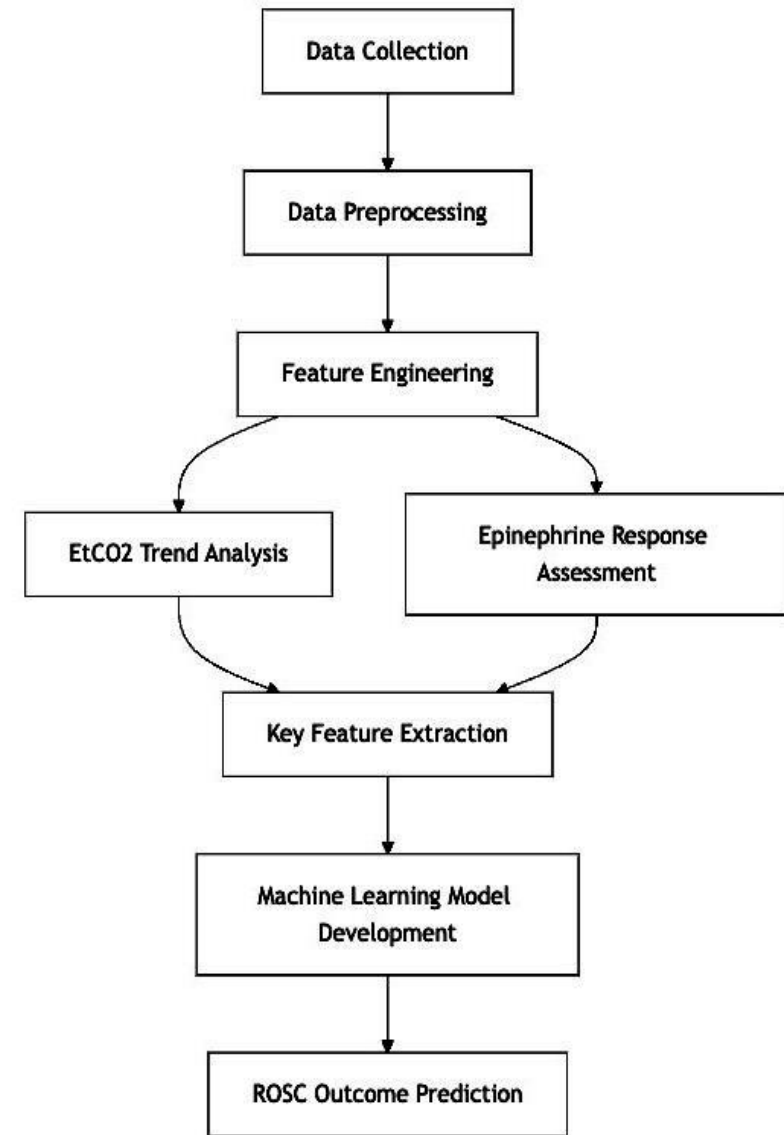 Data Collection
Data Preprocessing
Feature Engineering
EtCO2 Trend Analysis
Epinephrine Response
Assessment
Key Feature Extraction
Machine Learning Model
Development
ROSC Outcome Prediction